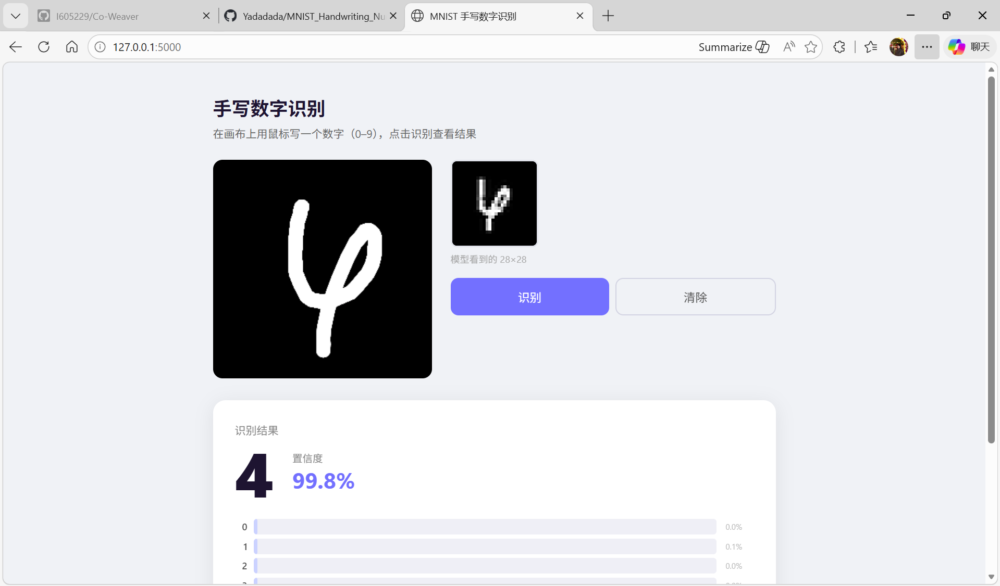 I605229/Co-Weaver
Yadadada/MNIST_Handwriting_Nu
MNIST 手写数字识别
127.0.0.1:5000
Summarize
聊天
手写数字识别
在画布上用鼠标写一个数字（0–9），点击识别查看结果
模型看到的 28×28
识别
清除
识别结果
4
置信度
99.8%
0 0.0%
1 0.1%
2 0.0%